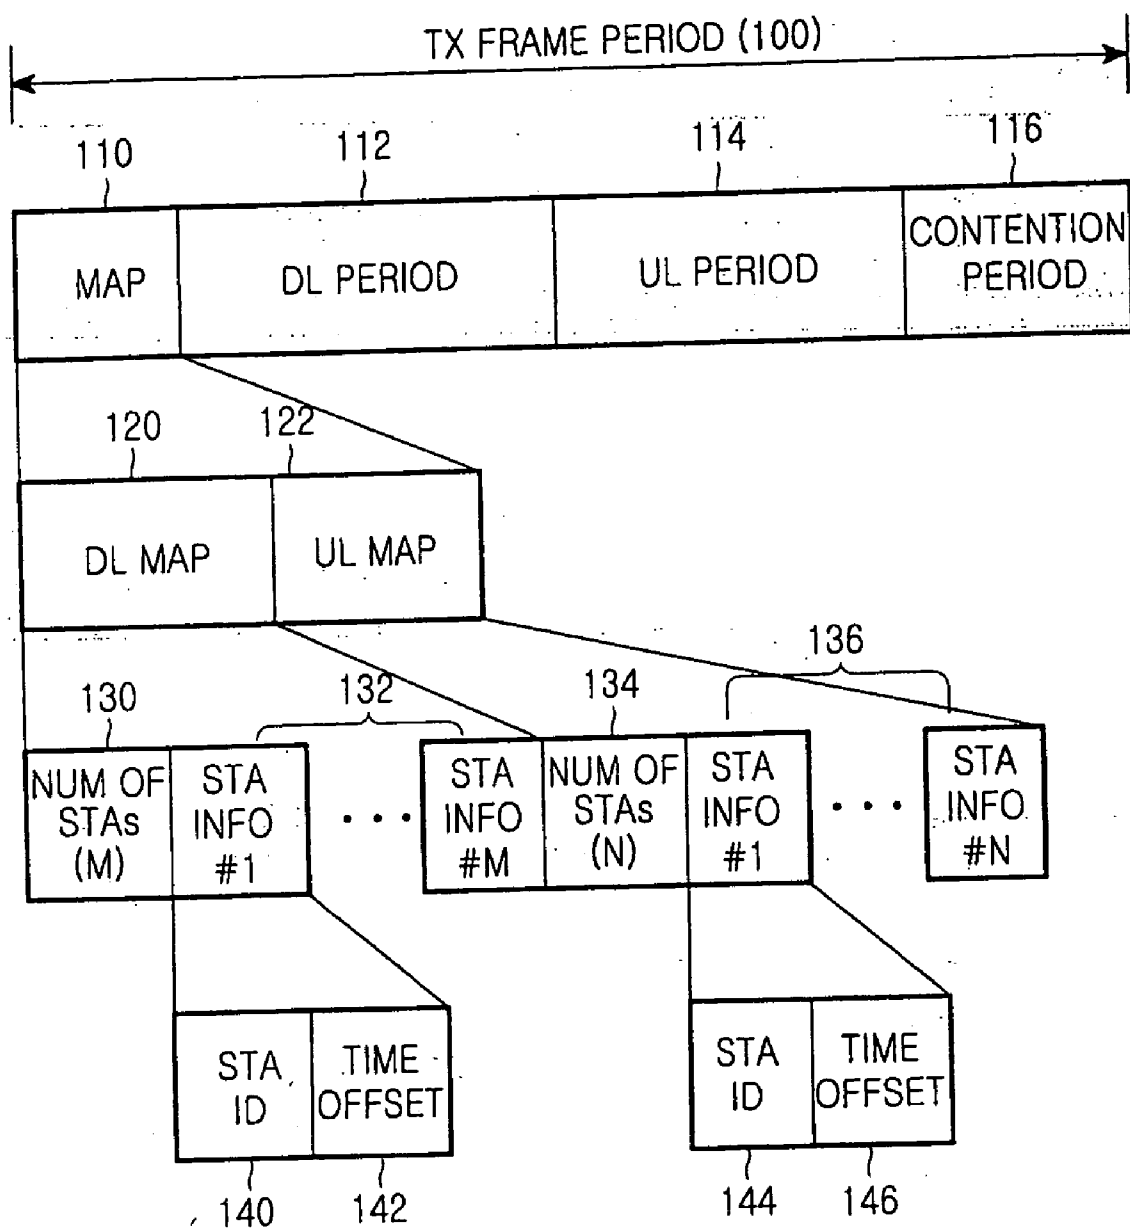 TX FRAME PERIOD (100)
110
112
114
116
MAP
DL PERIOD
UL PERIOD
CONTENTION
PERIOD
120
122
DL MAP
UL MAP
130
132
134
136
NUM OF
STAs
(M)
STA
INFO
#1
• • •
STA
INFO
#M
NUM OF
STAs
(N)
STA
INFO
#1
• • •
STA
INFO
#N
STA
ID
TIME
OFFSET
STA
ID
TIME
OFFSET
140
142
144
146